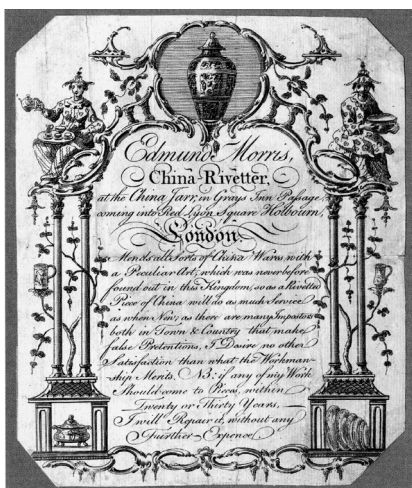 Edmund Morris,
China Rivetter,
at the China Jarr, in Grays Inn Passage
coming into Red Lyon Square Holbourn,
London.
Mends all Sorts of China Wares, with
a Peculiar Art, which was never before
found out in this Kingdom, so as a Rivetted
Piece of China will do as much Service
as when New; as there are many Impostors
both in Town & Country that make
false Pretentions, I Desire no other
Satisfaction than what the Workman-
ship Merits. NB: if any of my Work
Should come to Pieces, within
Twenty or Thirty Years,
I will Repair it, without any
Further Expence.